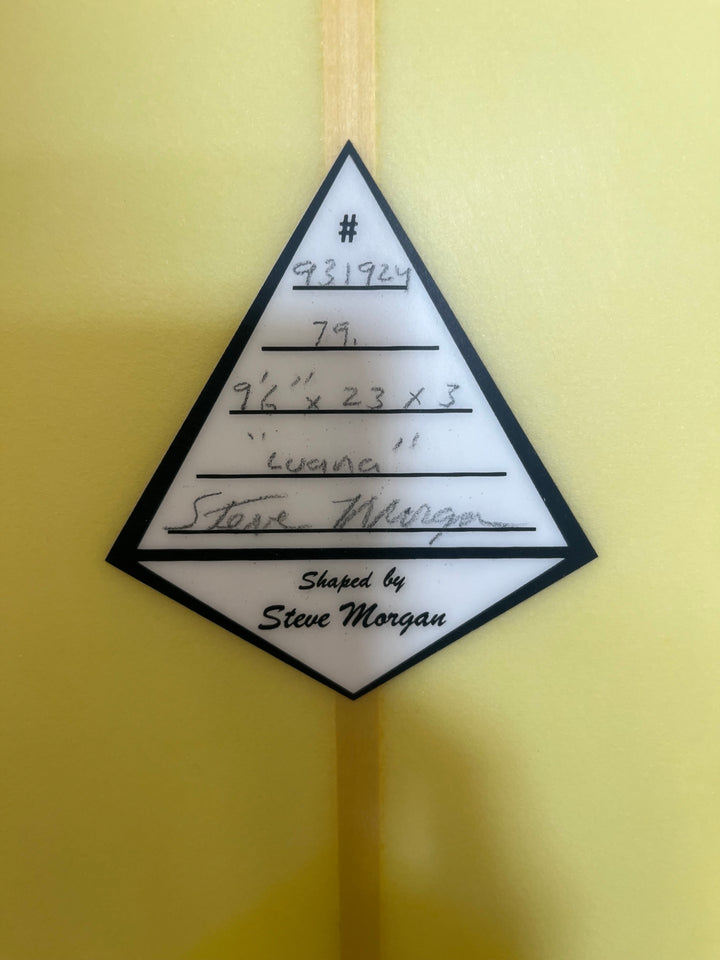 #
931924
79.
9'6" x 23 x 3
"Luana"
Steve Morgan
Shaped by
Steve Morgan